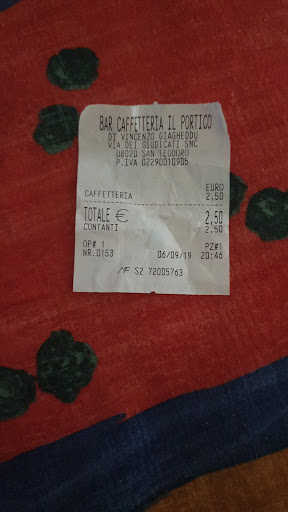 BAR CAFFETTERIA IL PORTICO
DI VINCENZO GIAGHEDDU
VIA DEI GIUDICATI SNC
08020 SAN TEODORO
P.IVA 02290010905
EURO
CAFFETTERIA 2,50
TOTALE € 2,50
CONTANTI 2,50
OP# 1 PZ#1
NR.0153 06/09/19 20:46
MF S2 72005763